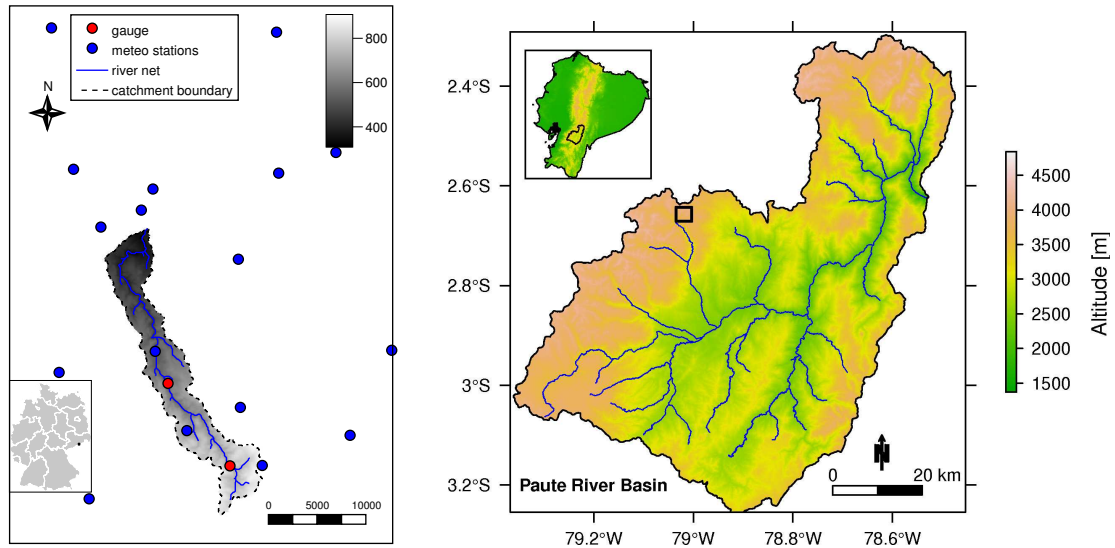 gauge
meteo stations
river net
catchment boundary
N
800
600
400
0
5000
10000
2.4°S
2.6°S
2.8°S
3°S
3.2°S
79.2°W
79°W
78.8°W
78.6°W
Paute River Basin
N
0
20 km
4500
4000
3500
3000
2500
2000
1500
Altitude [m]